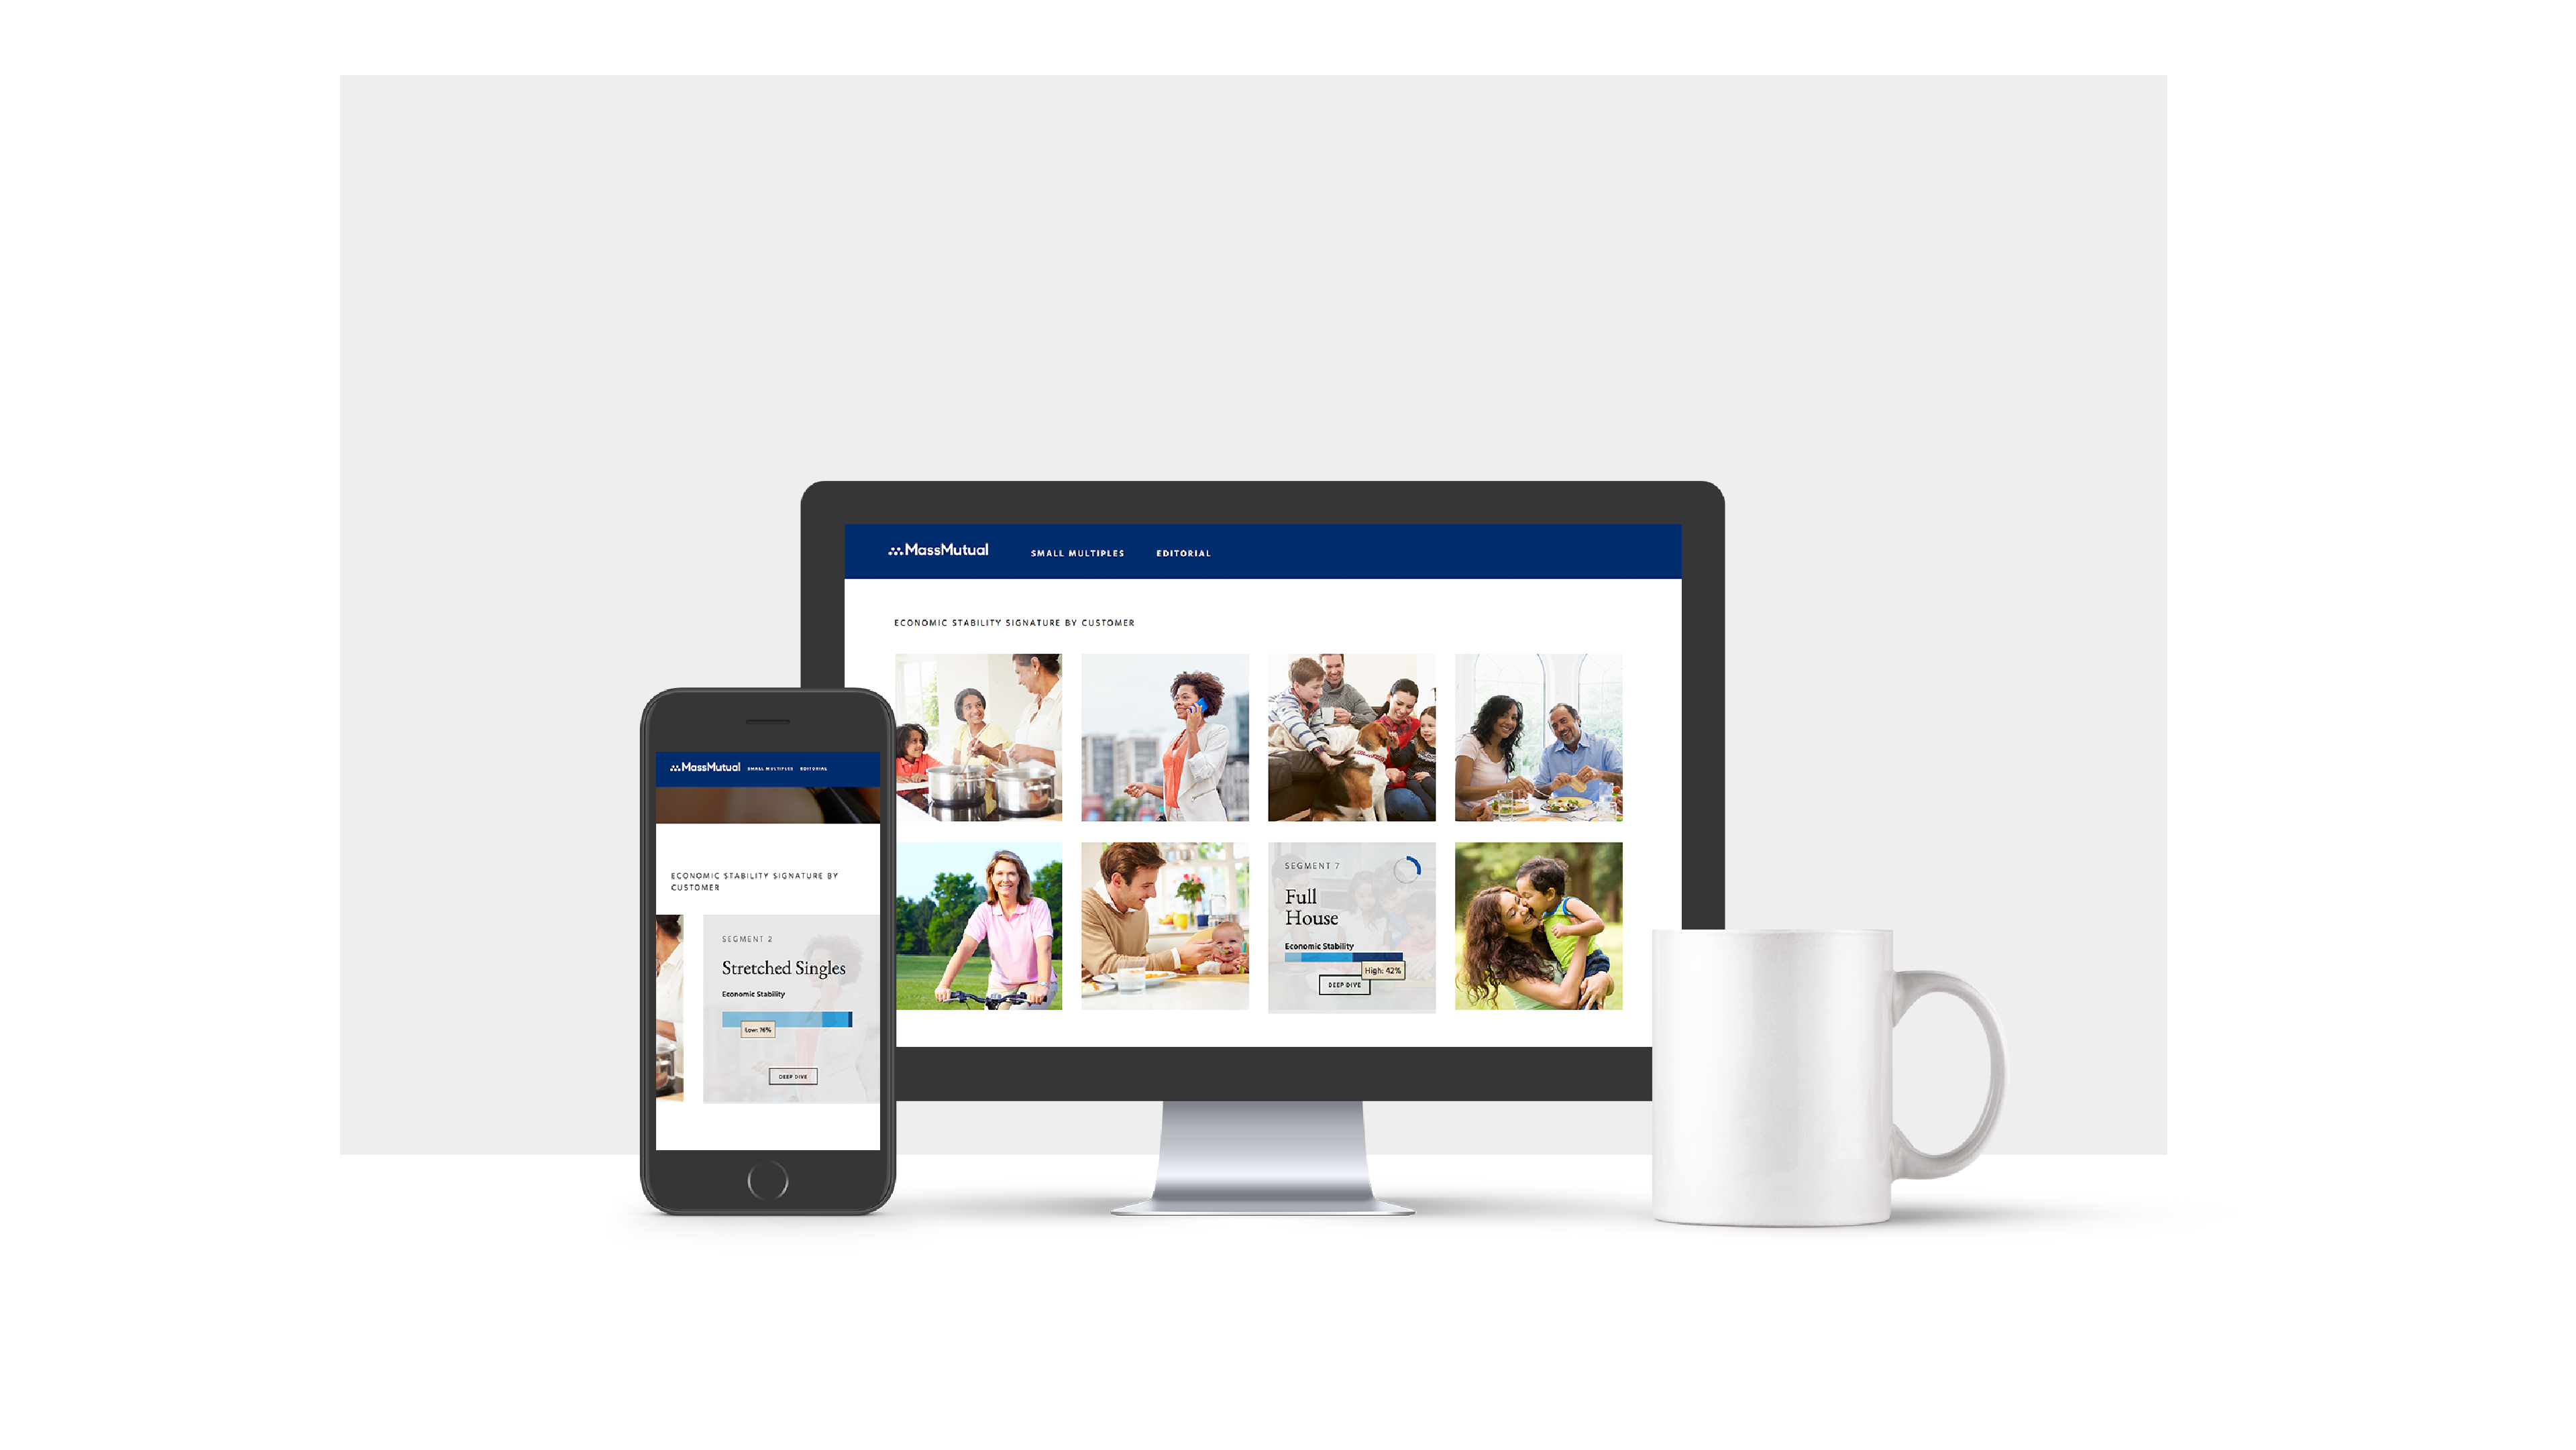 MassMutual SMALL MULTIPLES EDITORIAL
ECONOMIC STABILITY SIGNATURE BY CUSTOMER
SEGMENT 7
Full
House
Economic Stability
High: 42%
DEEP DIVE
MassMutual SMALL MULTIPLES EDITORIAL
ECONOMIC STABILITY SIGNATURE BY
CUSTOMER
SEGMENT 2
Stretched Singles
Economic Stability
Low: 76%
DEEP DIVE